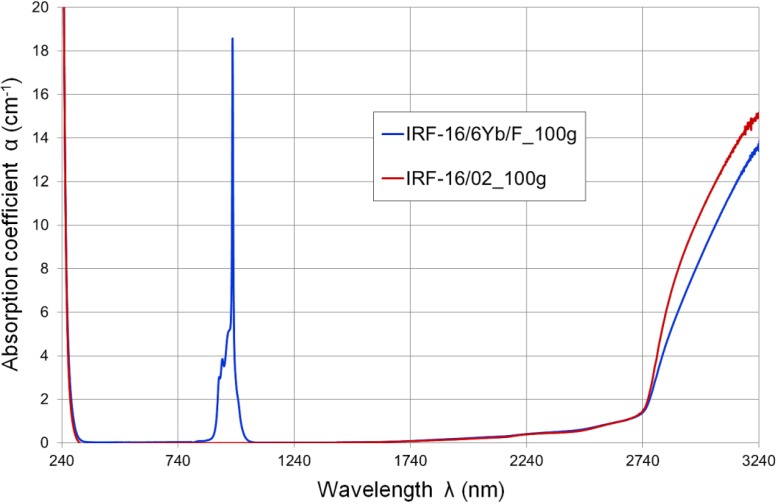 20
18
16
14
12
10
8
6
4
2
0
Absorption coefficient α (cm-1)
IRF-16/6Yb/F_100g
IRF-16/02_100g
240 740 1240 1740 2240 2740 3240
Wavelength λ (nm)